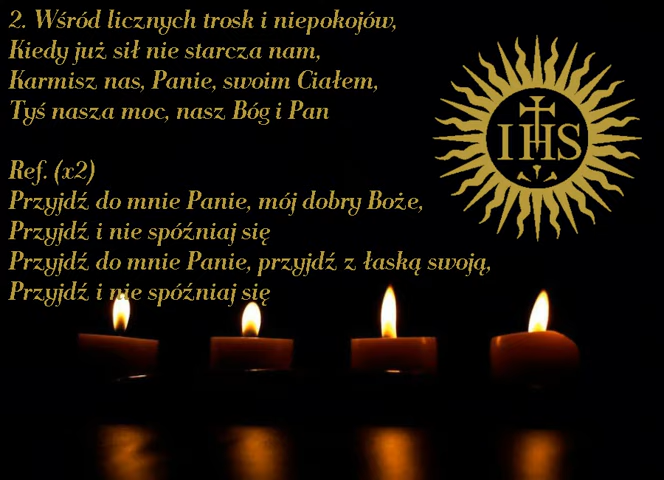 2. Wśród licznych trosk i niepokojów,
Kiedy już sił nie starcza nam,
Karmisz nas, Panie, swoim Ciałem,
Tyś nasza moc, nasz Bóg i Pan
Ref. (x2)
Przyjdź do mnie Panie, mój dobry Boże,
Przyjdź i nie spóźniaj się
Przyjdź do mnie Panie, przyjdź z łaską swoją,
Przyjdź i nie spóźniaj się
IHS